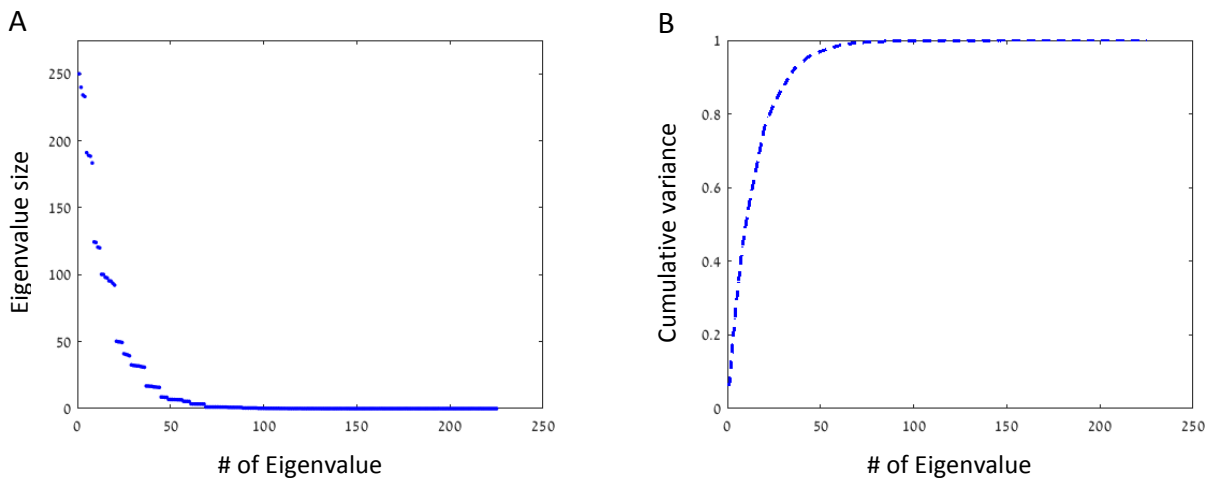 A
Eigenvalue size
250
200
150
100
50
0
0 50 100 150 200 250
# of Eigenvalue
B
Cumulative variance
1
0.8
0.6
0.4
0.2
0
0 50 100 150 200 250
# of Eigenvalue